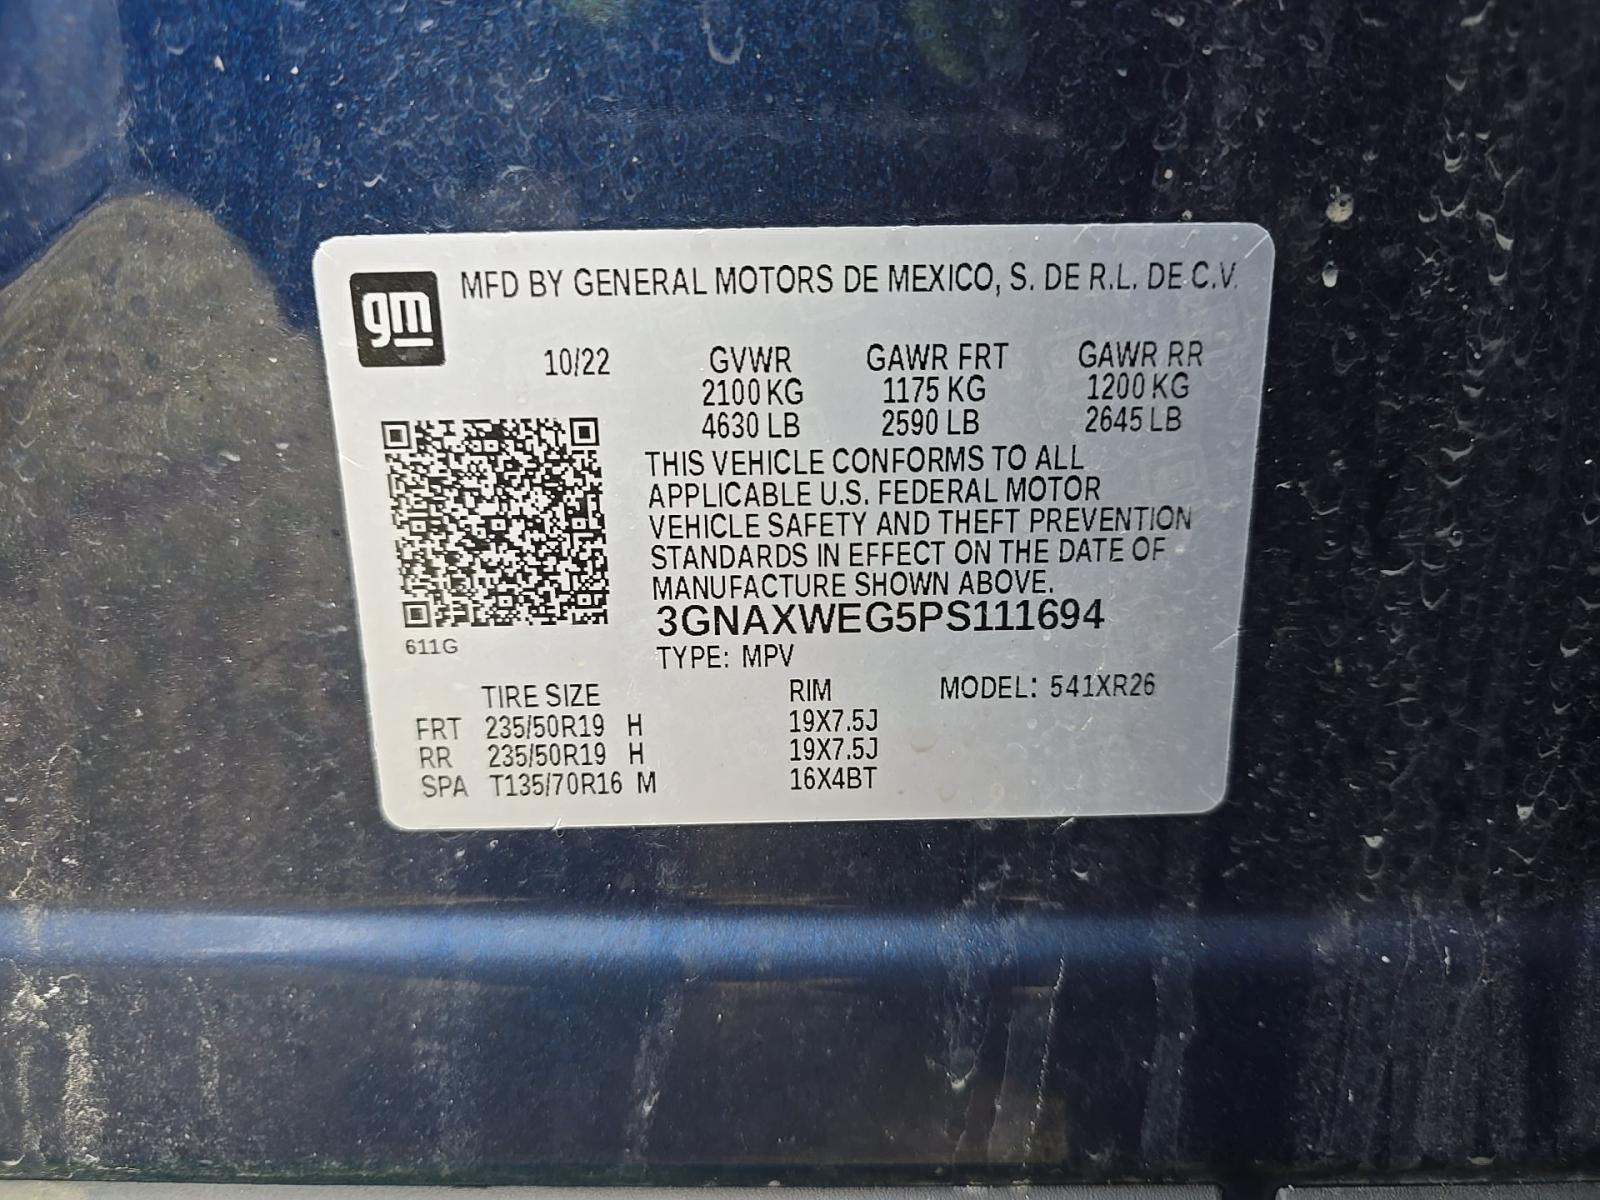 gm MFD BY GENERAL MOTORS DE MEXICO, S. DE R.L. DE C.V.
10/22 GVWR GAWR FRT GAWR RR
2100 KG 1175 KG 1200 KG
4630 LB 2590 LB 2645 LB
THIS VEHICLE CONFORMS TO ALL
APPLICABLE U.S. FEDERAL MOTOR
VEHICLE SAFETY AND THEFT PREVENTION
STANDARDS IN EFFECT ON THE DATE OF
MANUFACTURE SHOWN ABOVE.
3GNAXWEG5PS111694
611G
TYPE: MPV
TIRE SIZE RIM MODEL: 541XR26
FRT 235/50R19 H 19X7.5J
RR 235/50R19 H 19X7.5J
SPA T135/70R16 M 16X4BT